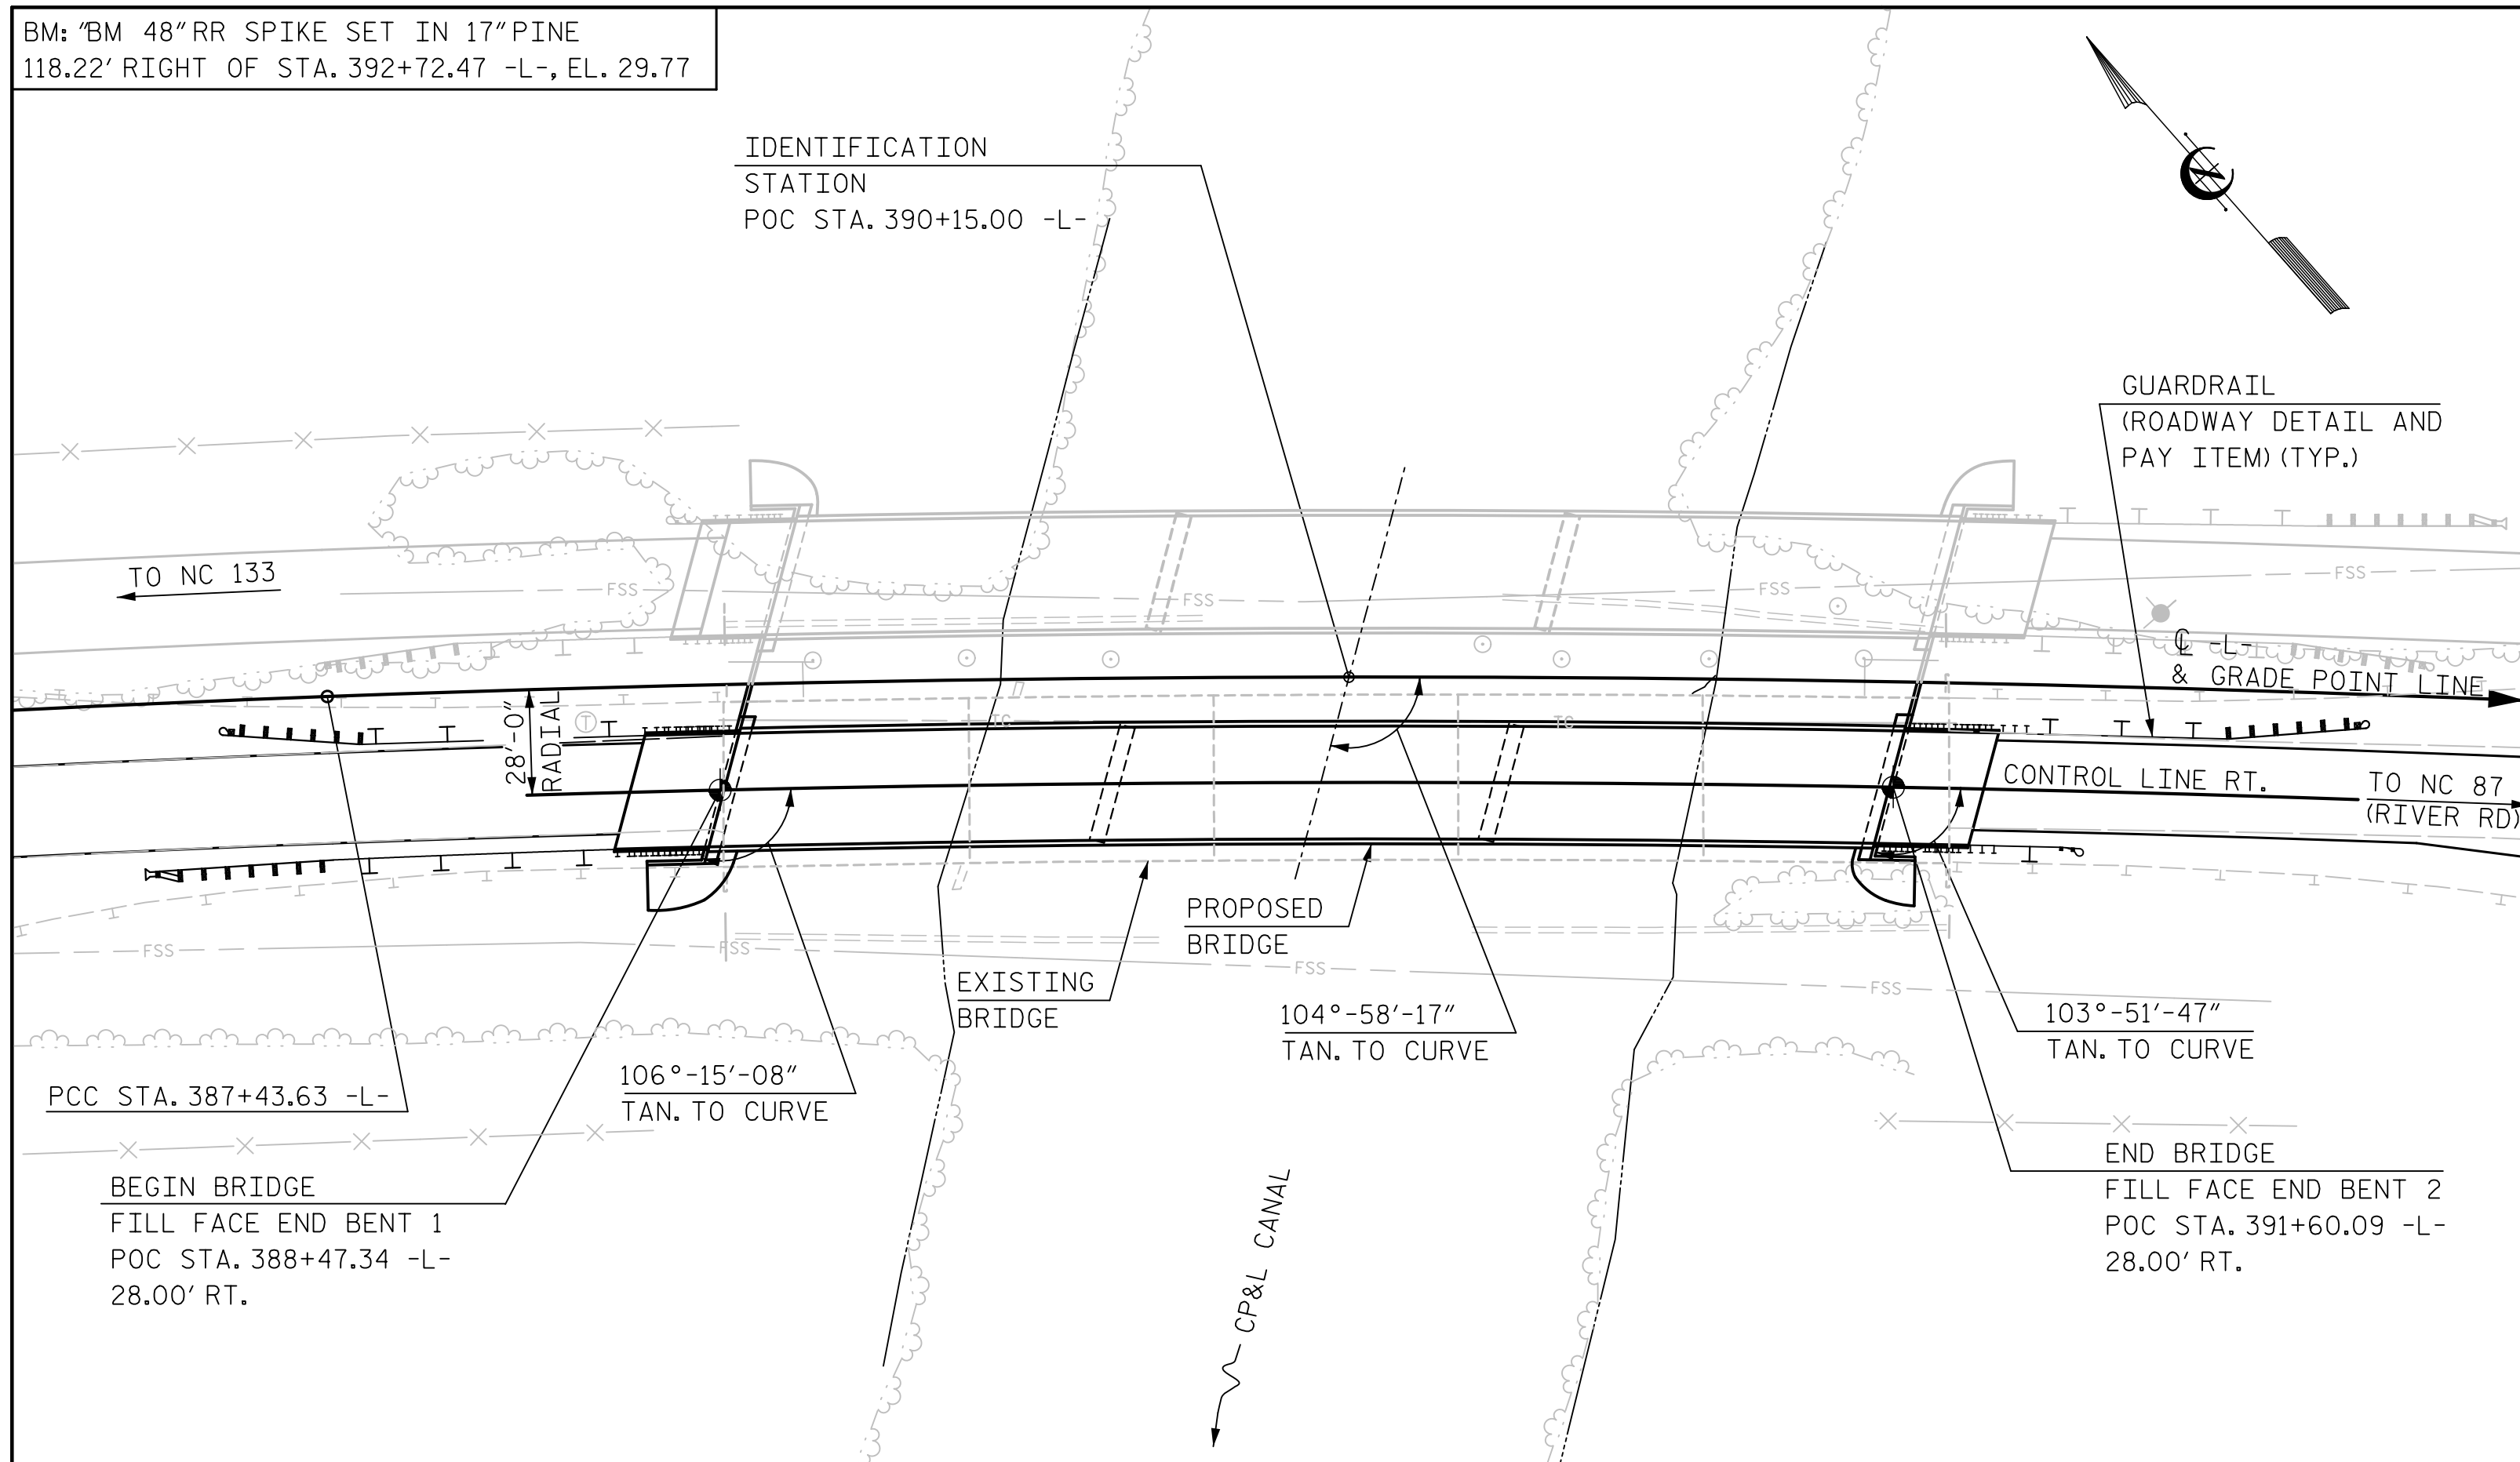 BM: "BM 48" RR SPIKE SET IN 17" PINE
118.22' RIGHT OF STA. 392+72.47 -L-, EL. 29.77
IDENTIFICATION
STATION
POC STA. 390+15.00 -L-
N
GUARDRAIL
(ROADWAY DETAIL AND
PAY ITEM) (TYP.)
TO NC 133
FSS
FSS
FSS
FSS
℄ -L-
& GRADE POINT LINE
28'-0"
RADIAL
T
TC
TC
CONTROL LINE RT.
TO NC 87
(RIVER RD)
PROPOSED
BRIDGE
FSS
FSS
FSS
FSS
EXISTING
BRIDGE
104°-58'-17"
TAN. TO CURVE
103°-51'-47"
TAN. TO CURVE
106°-15'-08"
TAN. TO CURVE
PCC STA. 387+43.63 -L-
BEGIN BRIDGE
FILL FACE END BENT 1
POC STA. 388+47.34 -L-
28.00' RT.
CP&L CANAL
END BRIDGE
FILL FACE END BENT 2
POC STA. 391+60.09 -L-
28.00' RT.